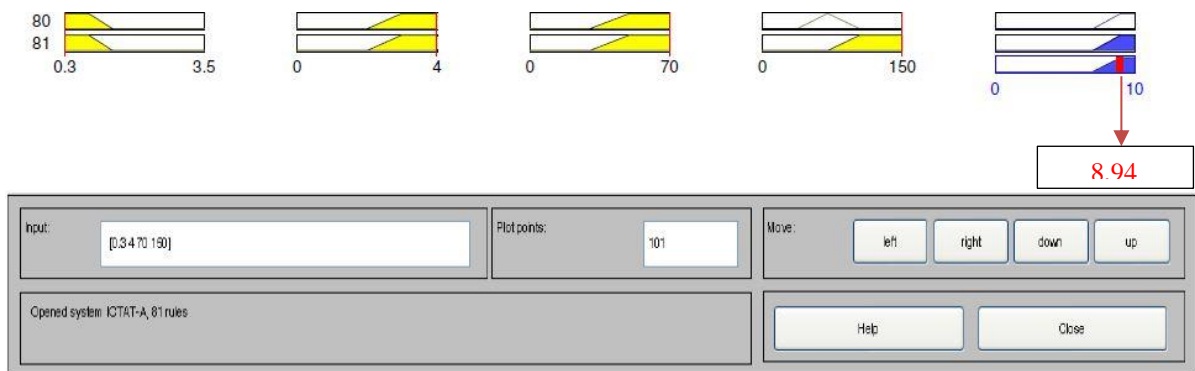 80
81
0.3 3.5 0 4 0 70 0 150 0 10
8.94
Input: [0.3 4 70 150] Plot points: 101 Move: left right down up
Opened system ICTAT-A, 81 rules Help Close